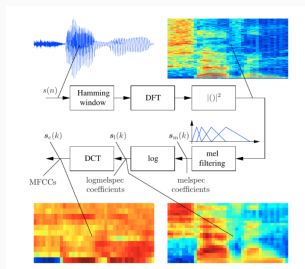 s(n)
Hamming
window
DFT
|()|²
s_c(k)
s_l(k)
s_m(k)
DCT
log
mel
filtering
MFCCs
logmelspec
coefficients
melspec
coefficients